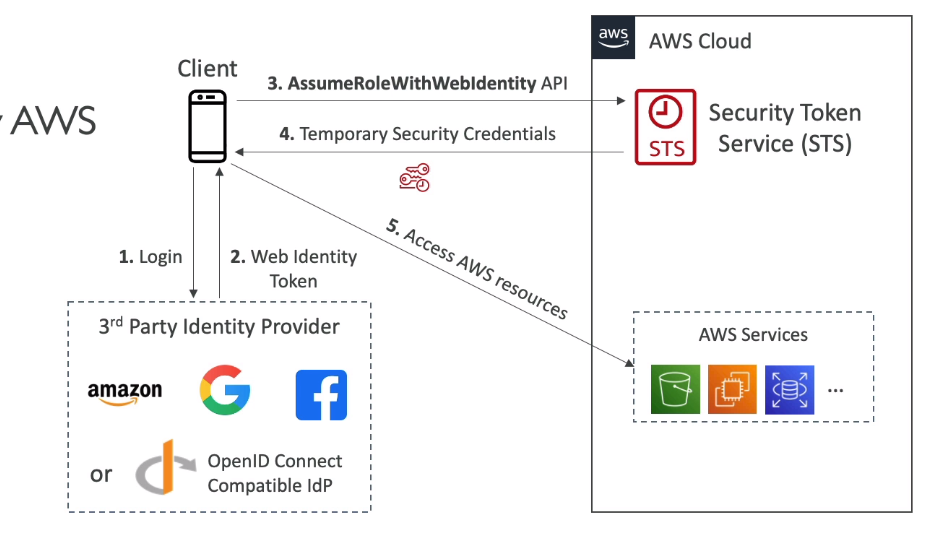 aws
AWS Cloud
Client
3. AssumeRoleWithWebIdentity API
AWS
Security Token
Service (STS)
STS
4. Temporary Security Credentials
5. Access AWS resources
1. Login
2. Web Identity
Token
3rd Party Identity Provider
amazon
G
f
or
OpenID Connect
Compatible IdP
AWS Services
...